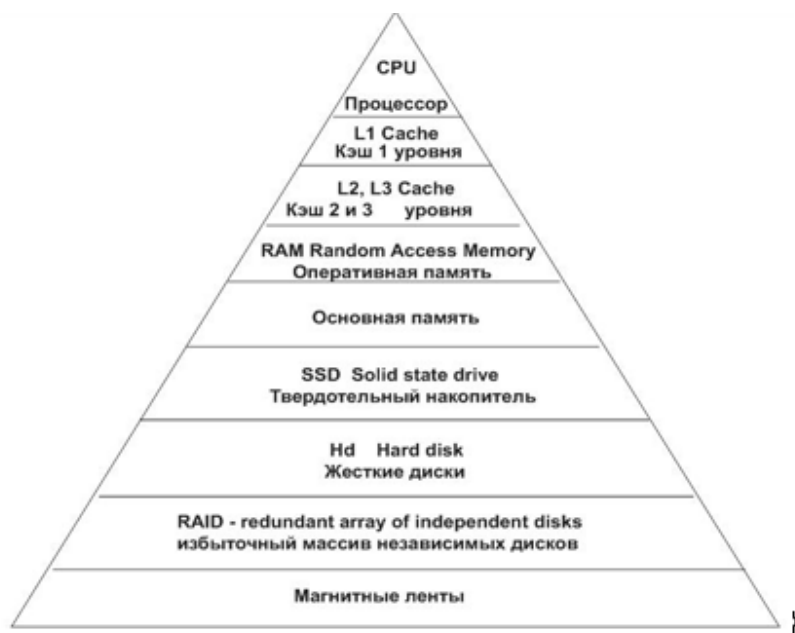 CPU
Процессор
L1 Cache
Кэш 1 уровня
L2, L3 Cache
Кэш 2 и 3 уровня
RAM Random Access Memory
Оперативная память
Основная память
SSD Solid state drive
Твердотельный накопитель
Hd Hard disk
Жесткие диски
RAID - redundant array of independent disks
избыточный массив независимых дисков
Магнитные ленты